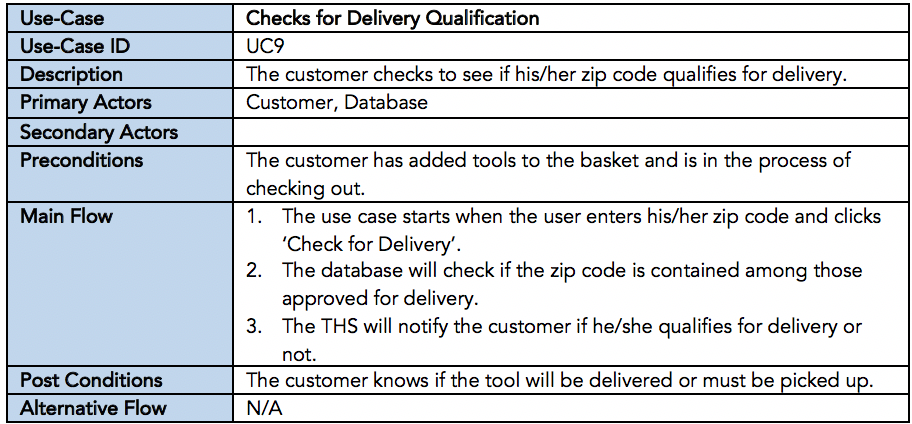 Use-Case Checks for Delivery Qualification
Use-Case ID UC9
Description The customer checks to see if his/her zip code qualifies for delivery.
Primary Actors Customer, Database
Secondary Actors
Preconditions The customer has added tools to the basket and is in the process of
checking out.
Main Flow 1. The use case starts when the user enters his/her zip code and clicks
‘Check for Delivery’.
2. The database will check if the zip code is contained among those
approved for delivery.
3. The THS will notify the customer if he/she qualifies for delivery or
not.
Post Conditions The customer knows if the tool will be delivered or must be picked up.
Alternative Flow N/A